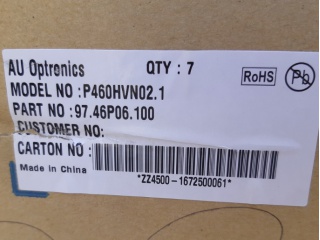 AU Optronics QTY : 7
MODEL NO : P460HVN02.1
PART NO : 97.46P06.100
CUSTOMER NO:
CARTON NO :
Made in China
*ZZ4500-1672500061*
RoHS
Pb